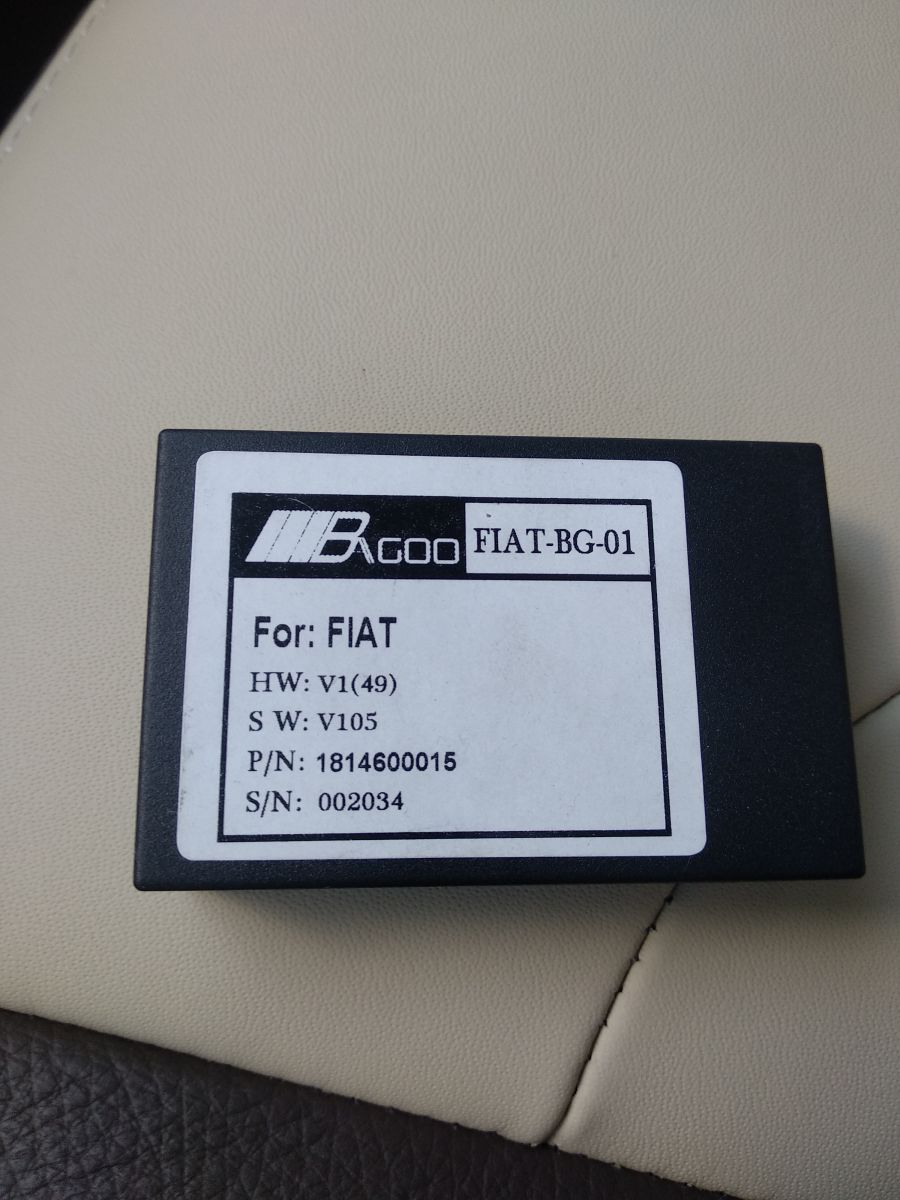 BAGOO FIAT-BG-01
For: FIAT
HW: V1(49)
S W: V105
P/N: 1814600015
S/N: 002034